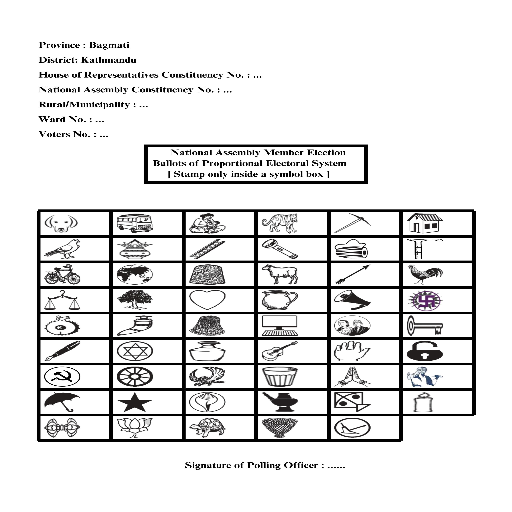 Province : Bagmati
District: Kathmandu
House of Representatives Constituency No. : ...
National Assembly Constituency No. : ...
Rural/Municipality : ...
Ward No. : ...
Voters No. : ...
National Assembly Member Election
Ballots of Proportional Electoral System
[ Stamp only inside a symbol box ]
Signature of Polling Officer : ......